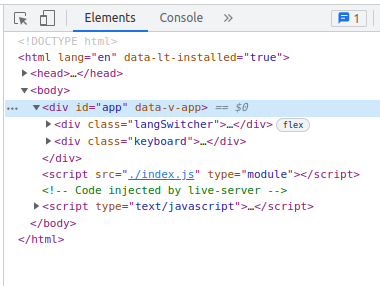 Elements Console » 1
<!DOCTYPE html>
<html lang="en" data-lt-installed="true">
<head>…</head>
<body>
… <div id="app" data-v-app> == $0
<div class="langSwitcher">…</div> flex
<div class="keyboard">…</div>
</div>
<script src="./index.js" type="module"></script>
<!-- Code injected by live-server -->
<script type="text/javascript">…</script>
</body>
</html>